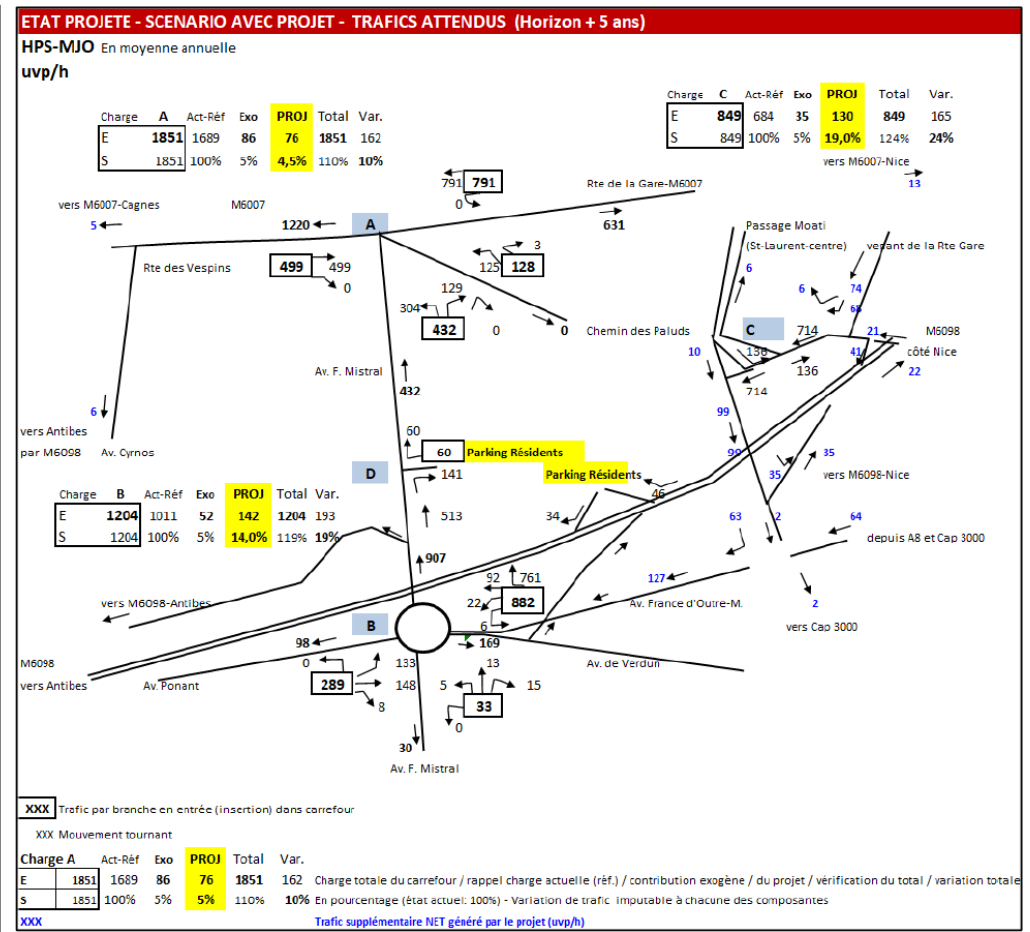 ETAT PROJETE - SCENARIO AVEC PROJET - TRAFICS ATTENDUS (Horizon + 5 ans)
HPS-MJO En moyenne annuelle
uvp/h
Charge A Act-Réf Exo PROJ Total Var.
E 1851 1689 86 76 1851 162
S 1851 100% 5% 4,5% 110% 10%
Charge C Act-Réf Exo PROJ Total Var.
E 849 684 35 130 849 165
S 849 100% 5% 19,0% 124% 24%
vers M6007-Nice
13
791 791
0
Rte de la Gare-M6007
vers M6007-Cagnes
M6007
5
1220
A
631
Passage Moati
(St-Laurent-centre)
venant de la Rte Gare
Rte des Vespins
499 499
0
3
125 128
6
6 74
68
129
304
432
0
0
Chemin des Paluds
C
714
21
M6098
10
136
41
côté Nice
Av. F. Mistral
136
22
432
714
6
99
vers Antibes
par M6098
Av. Cyrnos
60
60 Parking Résidents
99
35
D
141
Parking Résidents
35
vers M6098-Nice
46
Charge B Act-Réf Exo PROJ Total Var.
E 1204 1011 52 142 1204 193
S 1204 100% 5% 14,0% 119% 19%
513
34
63
2
64
depuis A8 et Cap 3000
907
92 761
127
vers M6098-Antibes
22 882
Av. France d'Outre-M.
2
B
6
vers Cap 3000
98
169
M6098
0
133
13
Av. de Verdun
vers Antibes
Av. Ponant
289
148
5
15
8
33
0
30
Av. F. Mistral
XXX Trafic par branche en entrée (insertion) dans carrefour
XXX Mouvement tournant
Charge A Act-Réf Exo PROJ Total Var.
E 1851 1689 86 76 1851 162 Charge totale du carrefour / rappel charge actuelle (réf.) / contribution exogène / du projet / vérification du total / variation totale
S 1851 100% 5% 5% 110% 10% En pourcentage (état actuel: 100%) - Variation de trafic imputable à chacune des composantes
XXX Trafic supplémentaire NET généré par le projet (uvp/h)